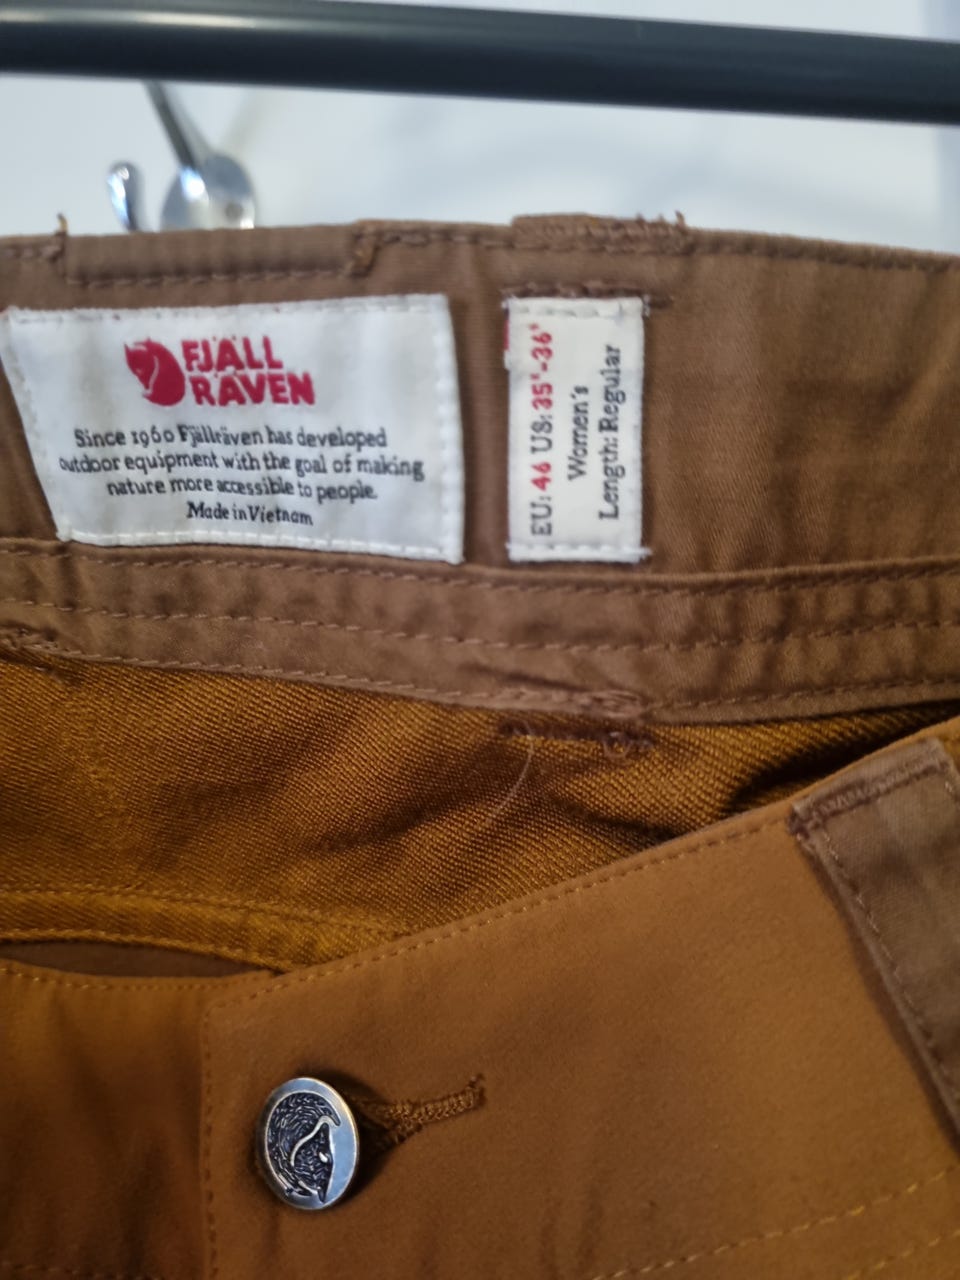 FJÄLL
RÄVEN
Since 1960 Fjällräven has developed
outdoor equipment with the goal of making
nature more accessible to people.
Made in Vietnam
EU: 46 US: 35"-36"
Women's
Length: Regular